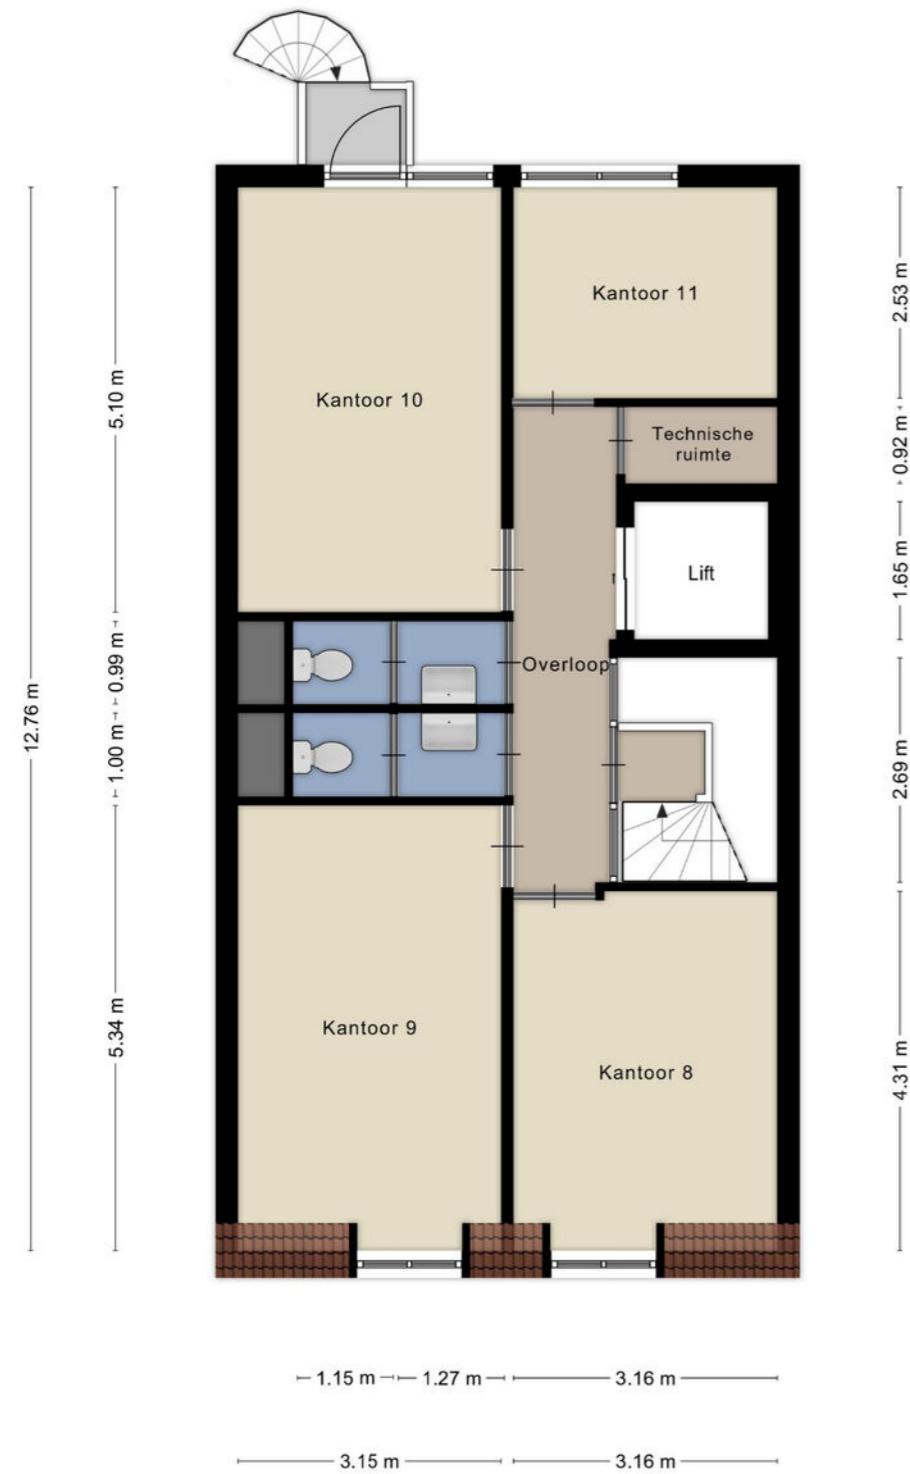 Kantoor 11
Kantoor 10
Technische
ruimte
Lift
Overloop
Kantoor 9
Kantoor 8
12.76 m
5.10 m
0.99 m
1.00 m
5.34 m
2.53 m
0.92 m
1.65 m
2.69 m
4.31 m
1.15 m
1.27 m
3.16 m
3.15 m
3.16 m